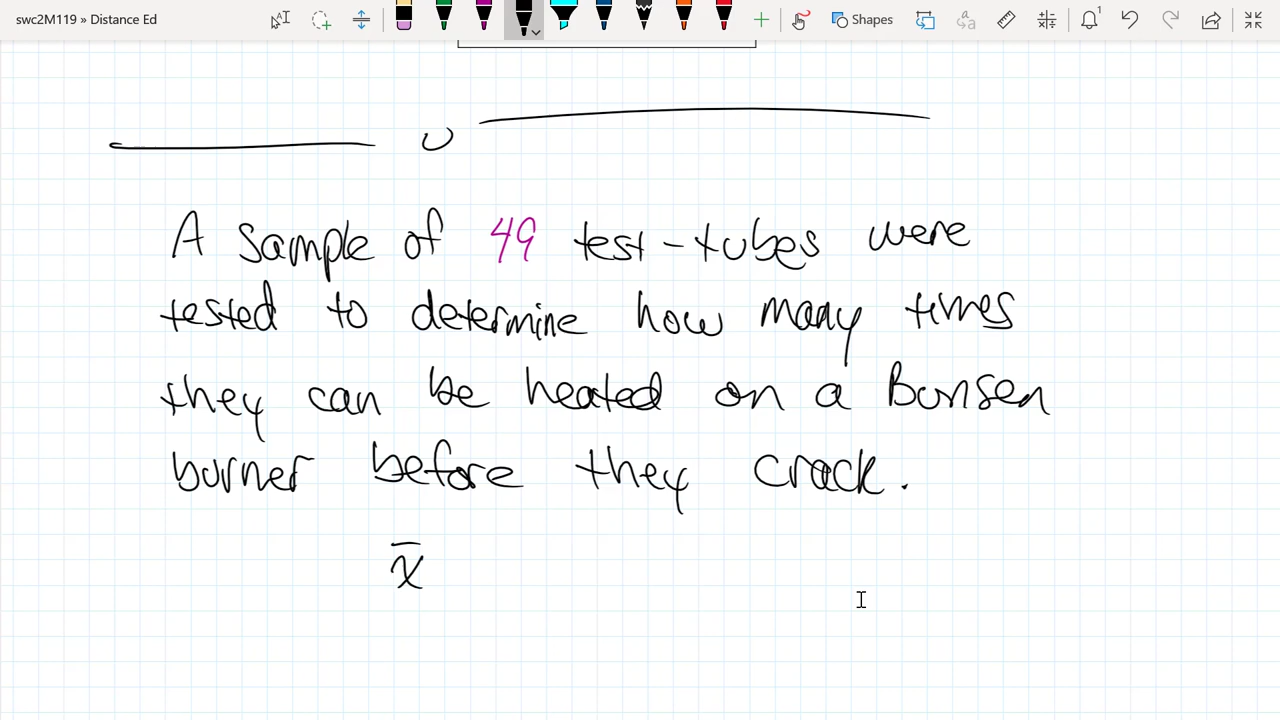 swc2M119 » Distance Ed
Shapes
1
A sample of 49 test-tubes were
tested to determine how many times
they can be heated on a Bunsen
burner before they crack.
x̄